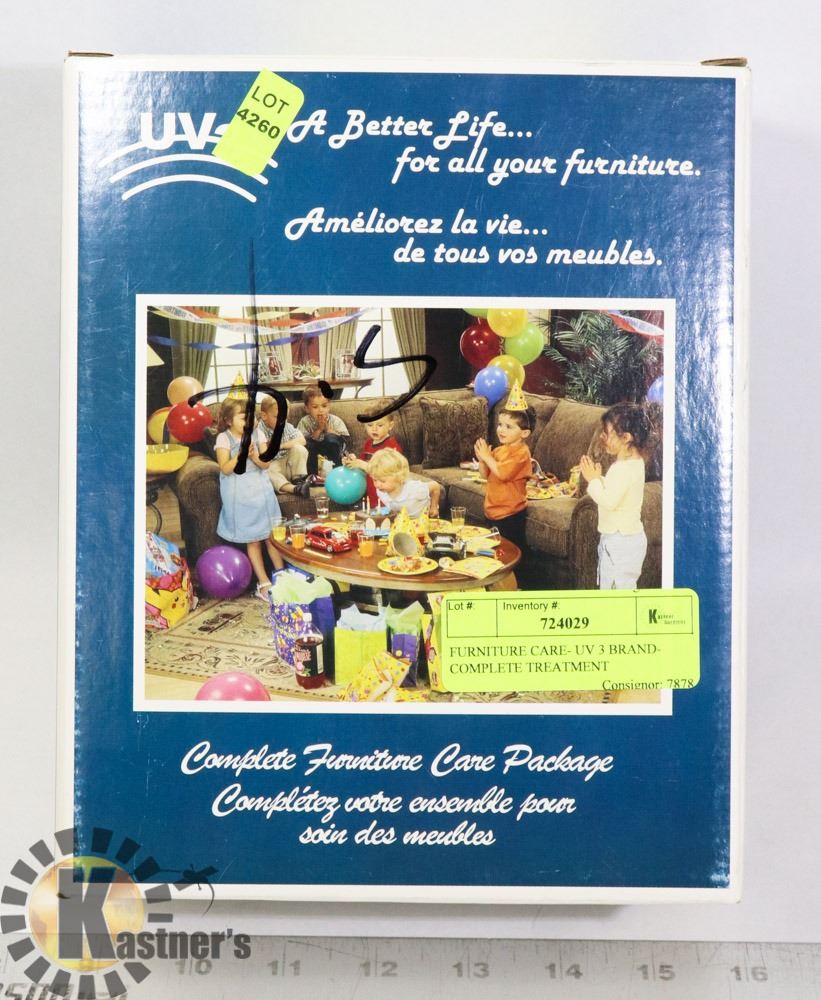 UV
LOT
4260
A Better Life...
for all your furniture.
Améliorez la vie...
de tous vos meubles.
D.S
Lot #:
Inventory #:
724029
Kastner
Auctions
FURNITURE CARE- UV 3 BRAND-
COMPLETE TREATMENT
Consignor: 7878
Complete Furniture Care Package
Complétez votre ensemble pour
soin des meubles
Kastner's
10 11 12 13 14 15 16